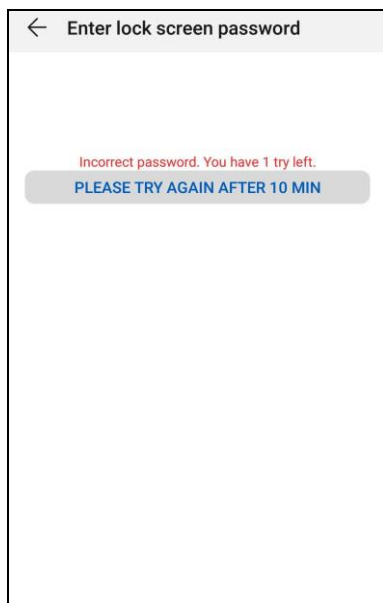 Enter lock screen password
Incorrect password. You have 1 try left.
PLEASE TRY AGAIN AFTER 10 MIN